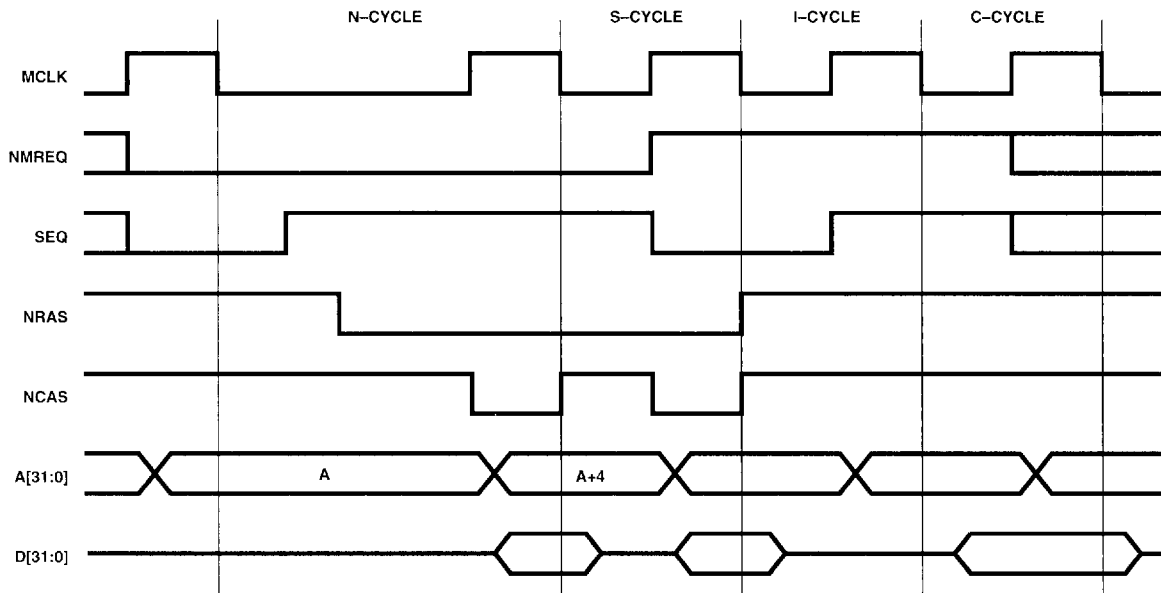 N–CYCLE S–CYCLE I–CYCLE C–CYCLE
MCLK
NMREQ
SEQ
NRAS
NCAS
A[31:0] A A+4
D[31:0]